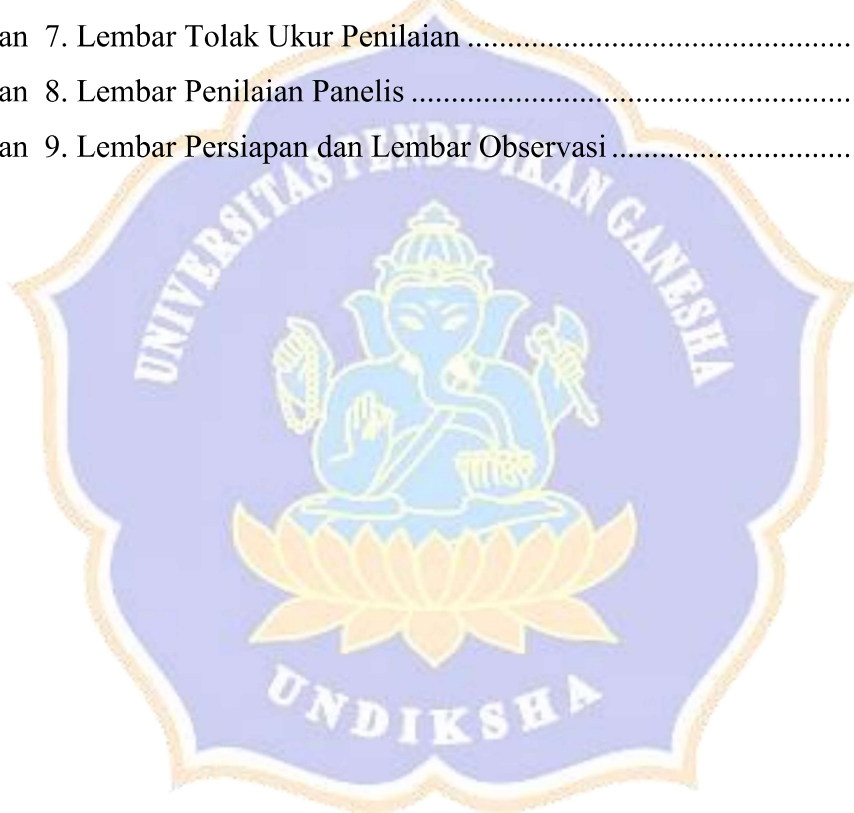 an 7. Lembar Tolak Ukur Penilaian ................................................
an 8. Lembar Penilaian Panelis .......................................................
an 9. Lembar Persiapan dan Lembar Observasi ..............................
UNIVERSITAS PENDIDIKAN GANESHA
UNDIKSHA